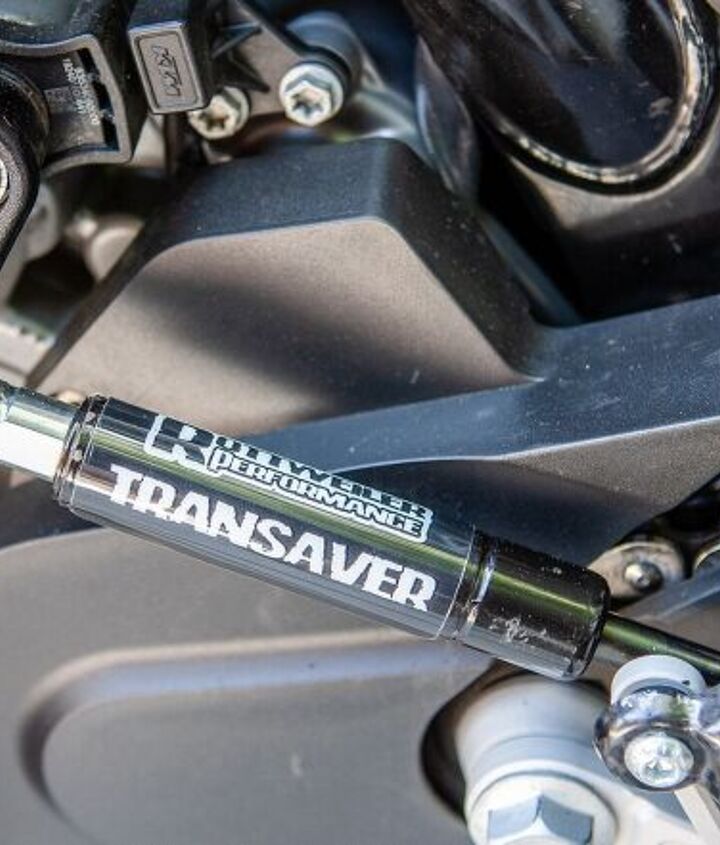 KTM
ROTTWEILER
PERFORMANCE
TRANSAVER